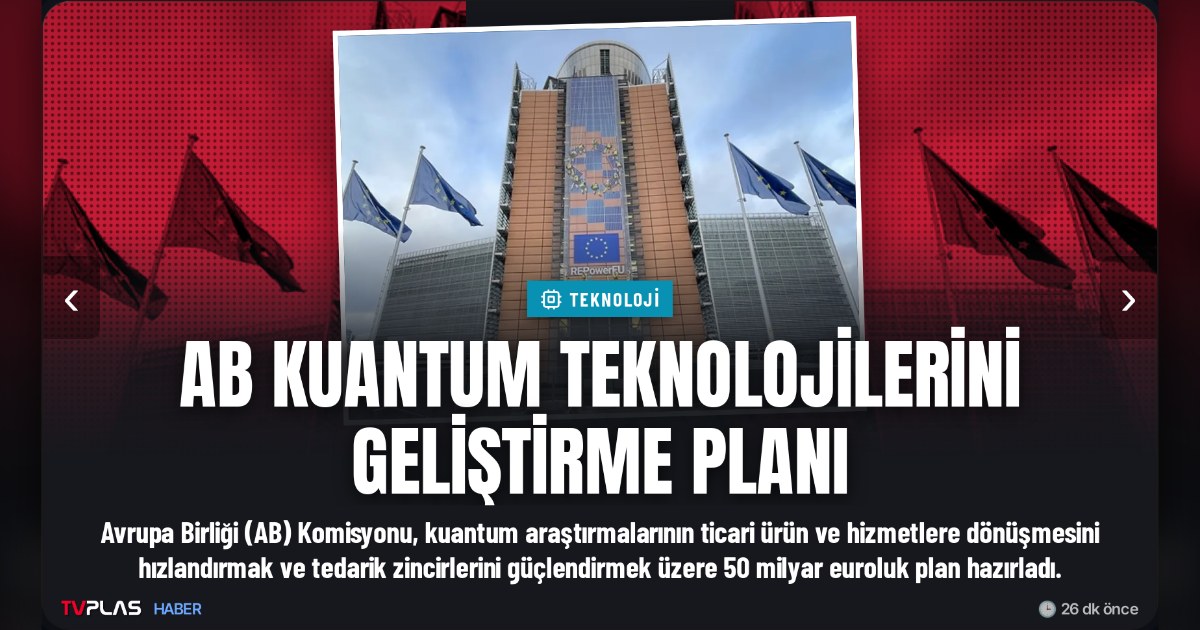 REPowerEU
TEKNOLOJİ
AB KUANTUM TEKNOLOJİLERİNİ
GELİŞTİRME PLANI
Avrupa Birliği (AB) Komisyonu, kuantum araştırmalarının ticari ürün ve hizmetlere dönüşmesini
hızlandırmak ve tedarik zincirlerini güçlendirmek üzere 50 milyar euroluk plan hazırladı.
TVPLAS HABER
26 dk önce